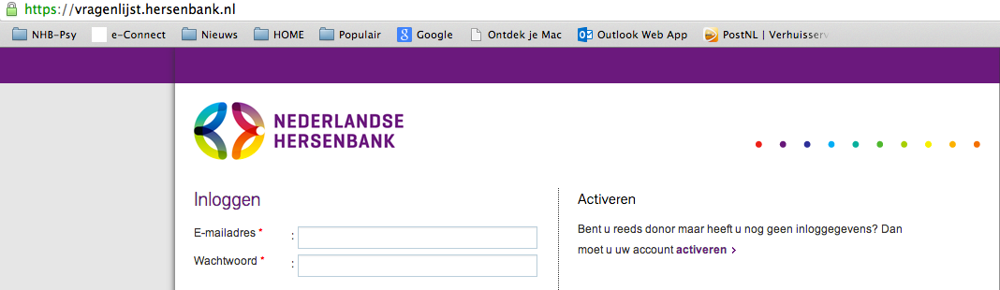 https://vragenlijst.hersenbank.nl
NHB-Psy e-Connect Nieuws HOME Populair Google Ontdek je Mac Outlook Web App PostNL | Verhuisserv
NEDERLANDSE
HERSENBANK
Inloggen
E-mailadres * :
Wachtwoord * :
Activeren
Bent u reeds donor maar heeft u nog geen inloggegevens? Dan
moet u uw account activeren >